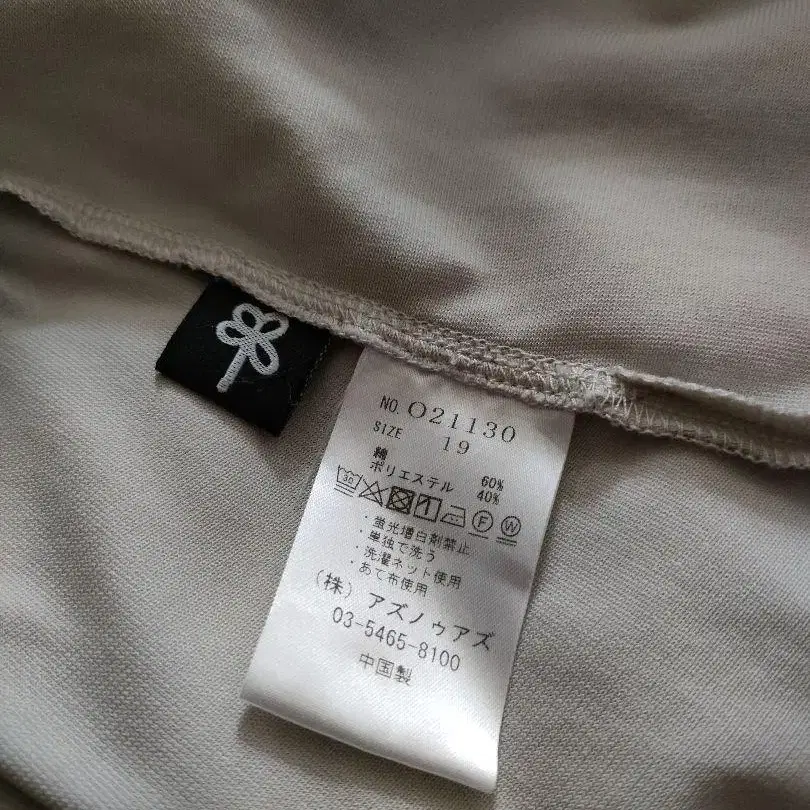 NO. O21130
SIZE 19
綿 60%
ポリエステル 40%
30 F W
・蛍光増白剤禁止
・単独で洗う
・洗濯ネット使用
・あて布使用
(株) アズノゥアズ
03-5465-8100
中国製